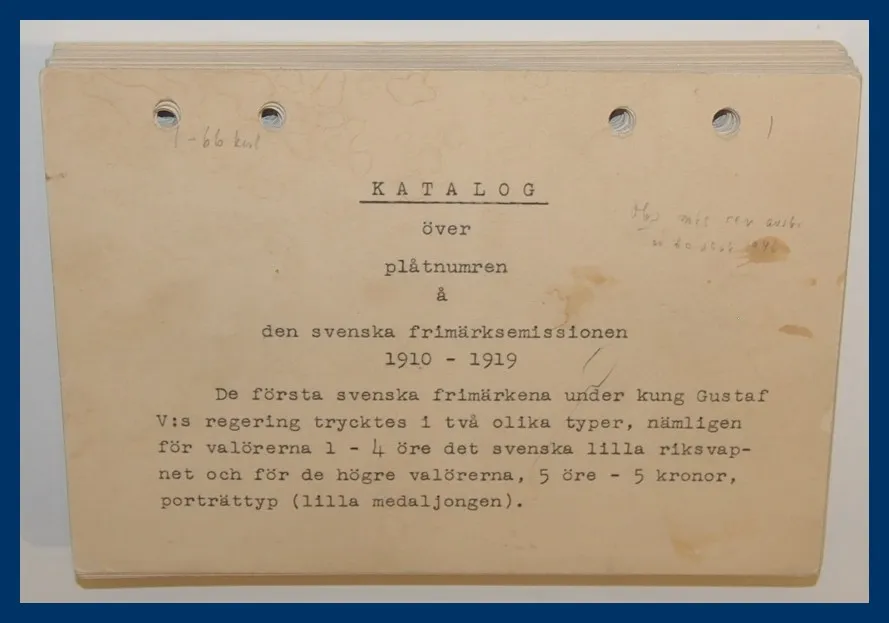 1
1-66
K A T A L O G
över
plåtnumren
å
den svenska frimärksemissionen
1910 - 1919
De första svenska frimärkena under kung Gustaf
V:s regering trycktes i två olika typer, nämligen
för valörerna 1 - 4 öre det svenska lilla riksvap-
net och för de högre valörerna, 5 öre - 5 kronor,
porträttyp (lilla medaljongen).